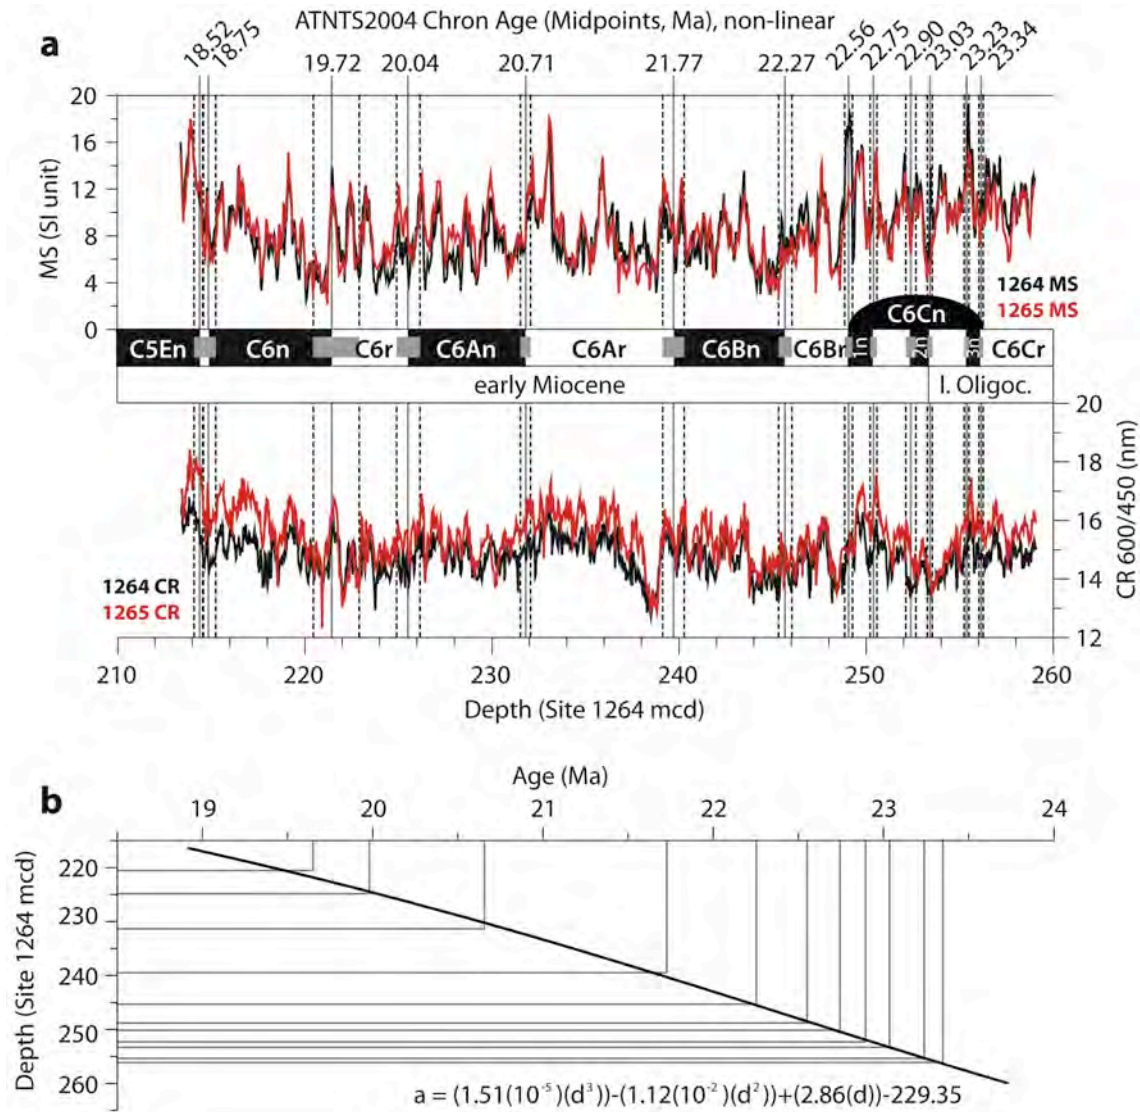 ATNTS2004 Chron Age (Midpoints, Ma), non-linear
a
18.52 18.75 19.72 20.04 20.71 21.77 22.27 22.56 22.75 22.90 23.03 23.23 23.34
20
16
12
8
4
0
MS (SI unit)
1264 MS
1265 MS
C6Cn
C5En C6n C6r C6An C6Ar C6Bn C6Br 1n 2n 3n C6Cr
early Miocene l. Oligoc.
20
18
16
14
12
CR 600/450 (nm)
1264 CR
1265 CR
210 220 230 240 250 260
Depth (Site 1264 mcd)
b
Age (Ma)
19 20 21 22 23 24
220
230
240
250
260
Depth (Site 1264 mcd)
a = (1.51(10⁻⁵)(d³))-(1.12(10⁻²)(d²))+(2.86(d))-229.35